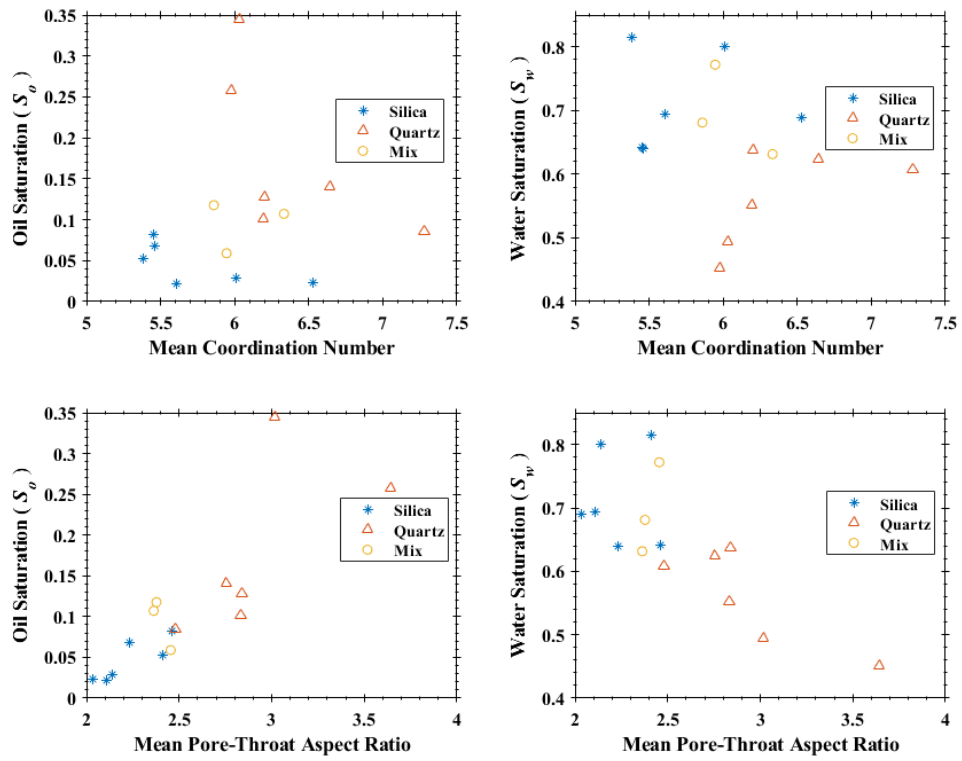 0.35
0.3
0.25
0.2
0.15
0.1
0.05
0
Oil Saturation ( S_o )
Silica
Quartz
Mix
5
5.5
6
6.5
7
7.5
Mean Coordination Number
0.8
0.7
0.6
0.5
0.4
Water Saturation ( S_w )
Silica
Quartz
Mix
5
5.5
6
6.5
7
7.5
Mean Coordination Number
0.35
0.3
0.25
0.2
0.15
0.1
0.05
0
Oil Saturation ( S_o )
Silica
Quartz
Mix
2
2.5
3
3.5
4
Mean Pore-Throat Aspect Ratio
0.8
0.7
0.6
0.5
0.4
Water Saturation ( S_w )
Silica
Quartz
Mix
2
2.5
3
3.5
4
Mean Pore-Throat Aspect Ratio